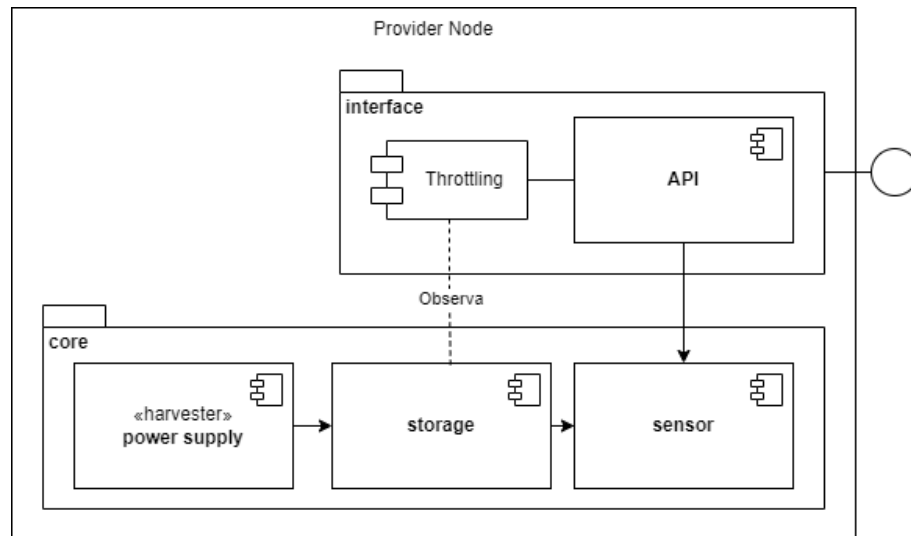 Provider Node
interface
Throttling
API
Observa
core
«harvester»
power supply
storage
sensor